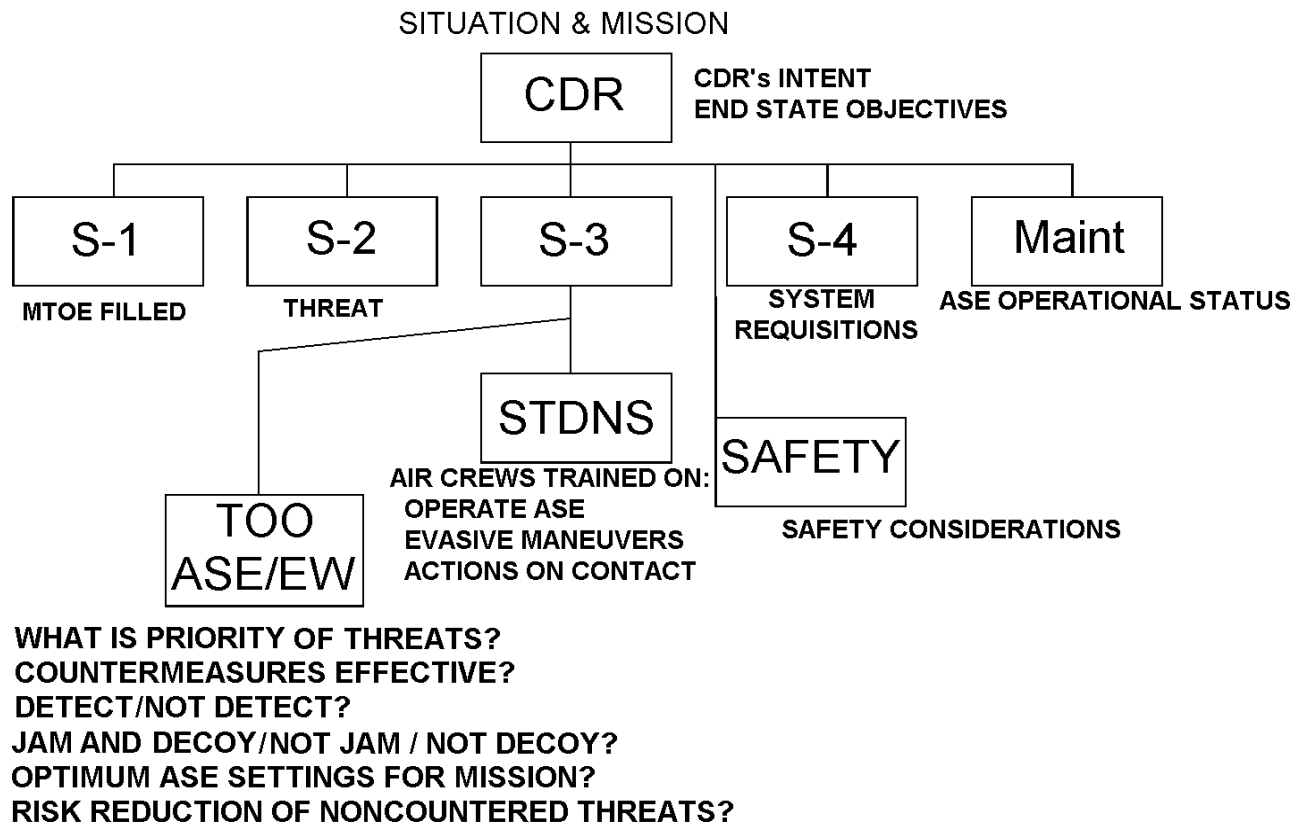 SITUATION & MISSION
CDR
CDR's INTENT
END STATE OBJECTIVES
S-1
S-2
S-3
S-4
Maint
MTOE FILLED
THREAT
SYSTEM
REQUISITIONS
ASE OPERATIONAL STATUS
STDNS
AIR CREWS TRAINED ON:
OPERATE ASE
EVASIVE MANEUVERS
ACTIONS ON CONTACT
SAFETY
SAFETY CONSIDERATIONS
TOO
ASE/EW
WHAT IS PRIORITY OF THREATS?
COUNTERMEASURES EFFECTIVE?
DETECT/NOT DETECT?
JAM AND DECOY/NOT JAM / NOT DECOY?
OPTIMUM ASE SETTINGS FOR MISSION?
RISK REDUCTION OF NONCOUNTERED THREATS?